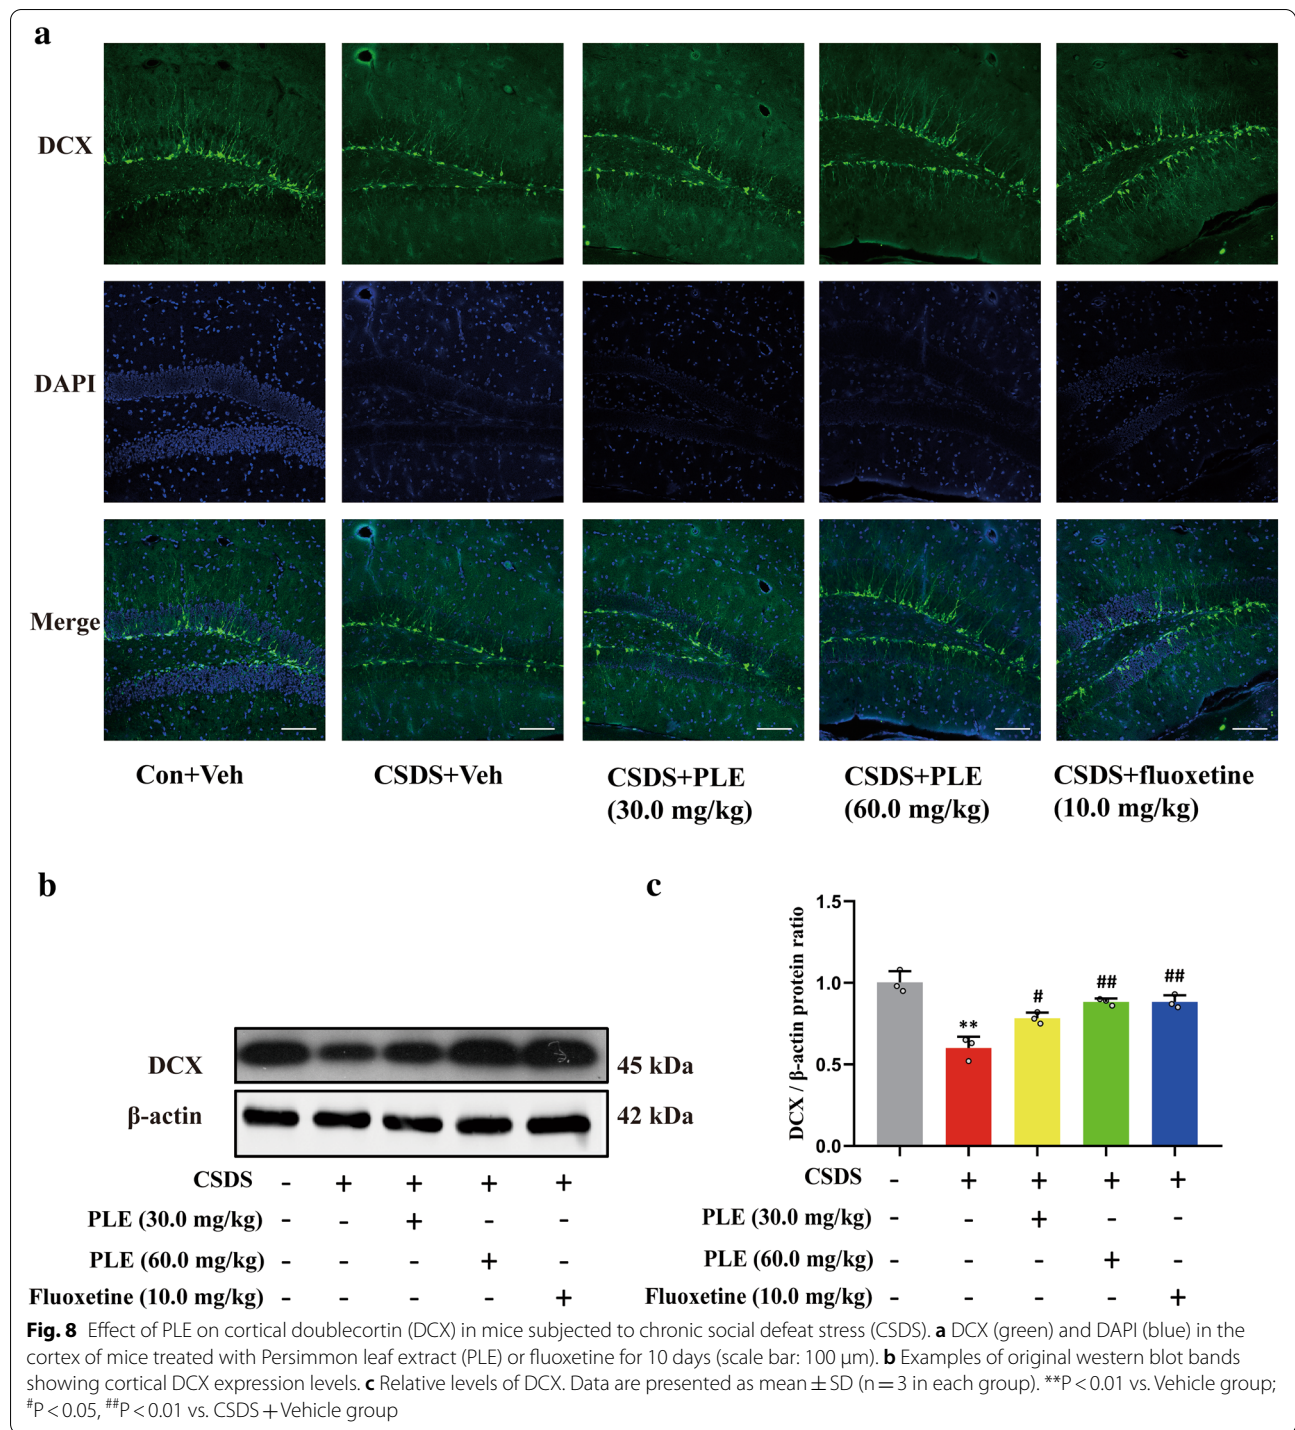 a
DCX
DAPI
Merge
Con+Veh
CSDS+Veh
CSDS+PLE
(30.0 mg/kg)
CSDS+PLE
(60.0 mg/kg)
CSDS+fluoxetine
(10.0 mg/kg)
b
DCX
45 kDa
β-actin
42 kDa
CSDS - + + + +
PLE (30.0 mg/kg) - - + - -
PLE (60.0 mg/kg) - - - + -
Fluoxetine (10.0 mg/kg) - - - - +
c
DCX / β-actin protein ratio
1.5
1.0
0.5
0.0
**
#
##
##
CSDS - + + + +
PLE (30.0 mg/kg) - - + - -
PLE (60.0 mg/kg) - - - + -
Fluoxetine (10.0 mg/kg) - - - - +
Fig. 8 Effect of PLE on cortical doublecortin (DCX) in mice subjected to chronic social defeat stress (CSDS). a DCX (green) and DAPI (blue) in the
cortex of mice treated with Persimmon leaf extract (PLE) or fluoxetine for 10 days (scale bar: 100 μm). b Examples of original western blot bands
showing cortical DCX expression levels. c Relative levels of DCX. Data are presented as mean ± SD (n = 3 in each group). **P < 0.01 vs. Vehicle group;
#P < 0.05, ##P < 0.01 vs. CSDS + Vehicle group